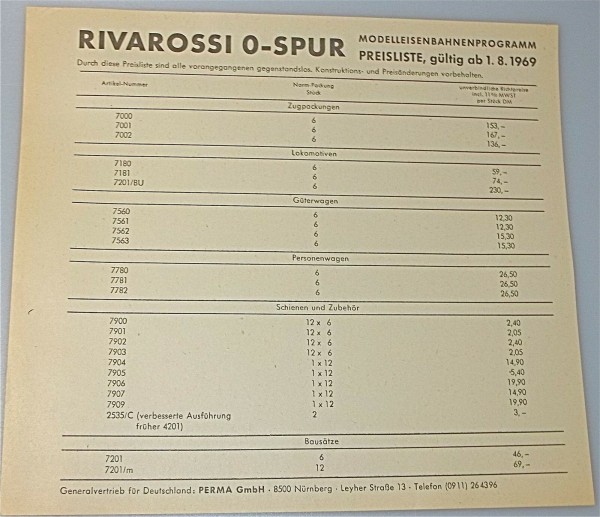 RIVAROSSI 0-SPUR
MODELLEISENBAHNENPROGRAMM
PREISLISTE, gültig ab 1. 8. 1969
Durch diese Preisliste sind alle vorangegangenen gegenstandslos. Konstruktions- und Preisänderungen vorbehalten.
Artikel-Nummer Norm.Packung Stück unverbindliche Richtpreise incl. 11% MWST per Stück DM
Zugpackungen
7000 6 153,–
7001 6 167,–
7002 6 136,–
Lokomotiven
7180 6 59,–
7181 6 74,–
7201/BU 6 230,–
Güterwagen
7560 6 12,30
7561 6 12,30
7562 6 15,30
7563 6 15,30
Personenwagen
7780 6 26,50
7781 6 26,50
7782 6 26,50
Schienen und Zubehör
7900 12 x 6 2,40
7901 12 x 6 2,05
7902 12 x 6 2,40
7903 12 x 6 2,05
7904 1 x 12 14,90
7905 1 x 12 5,40
7906 1 x 12 19,90
7907 1 x 12 14,90
7909 1 x 12 19,90
2535/C (verbesserte Ausführung 2 3,–
früher 4201)
Bausätze
7201 6 46,–
7201/m 12 69,–
Generalvertrieb für Deutschland: PERMA GmbH · 8500 Nürnberg · Leyher Straße 13 · Telefon (0911) 264396